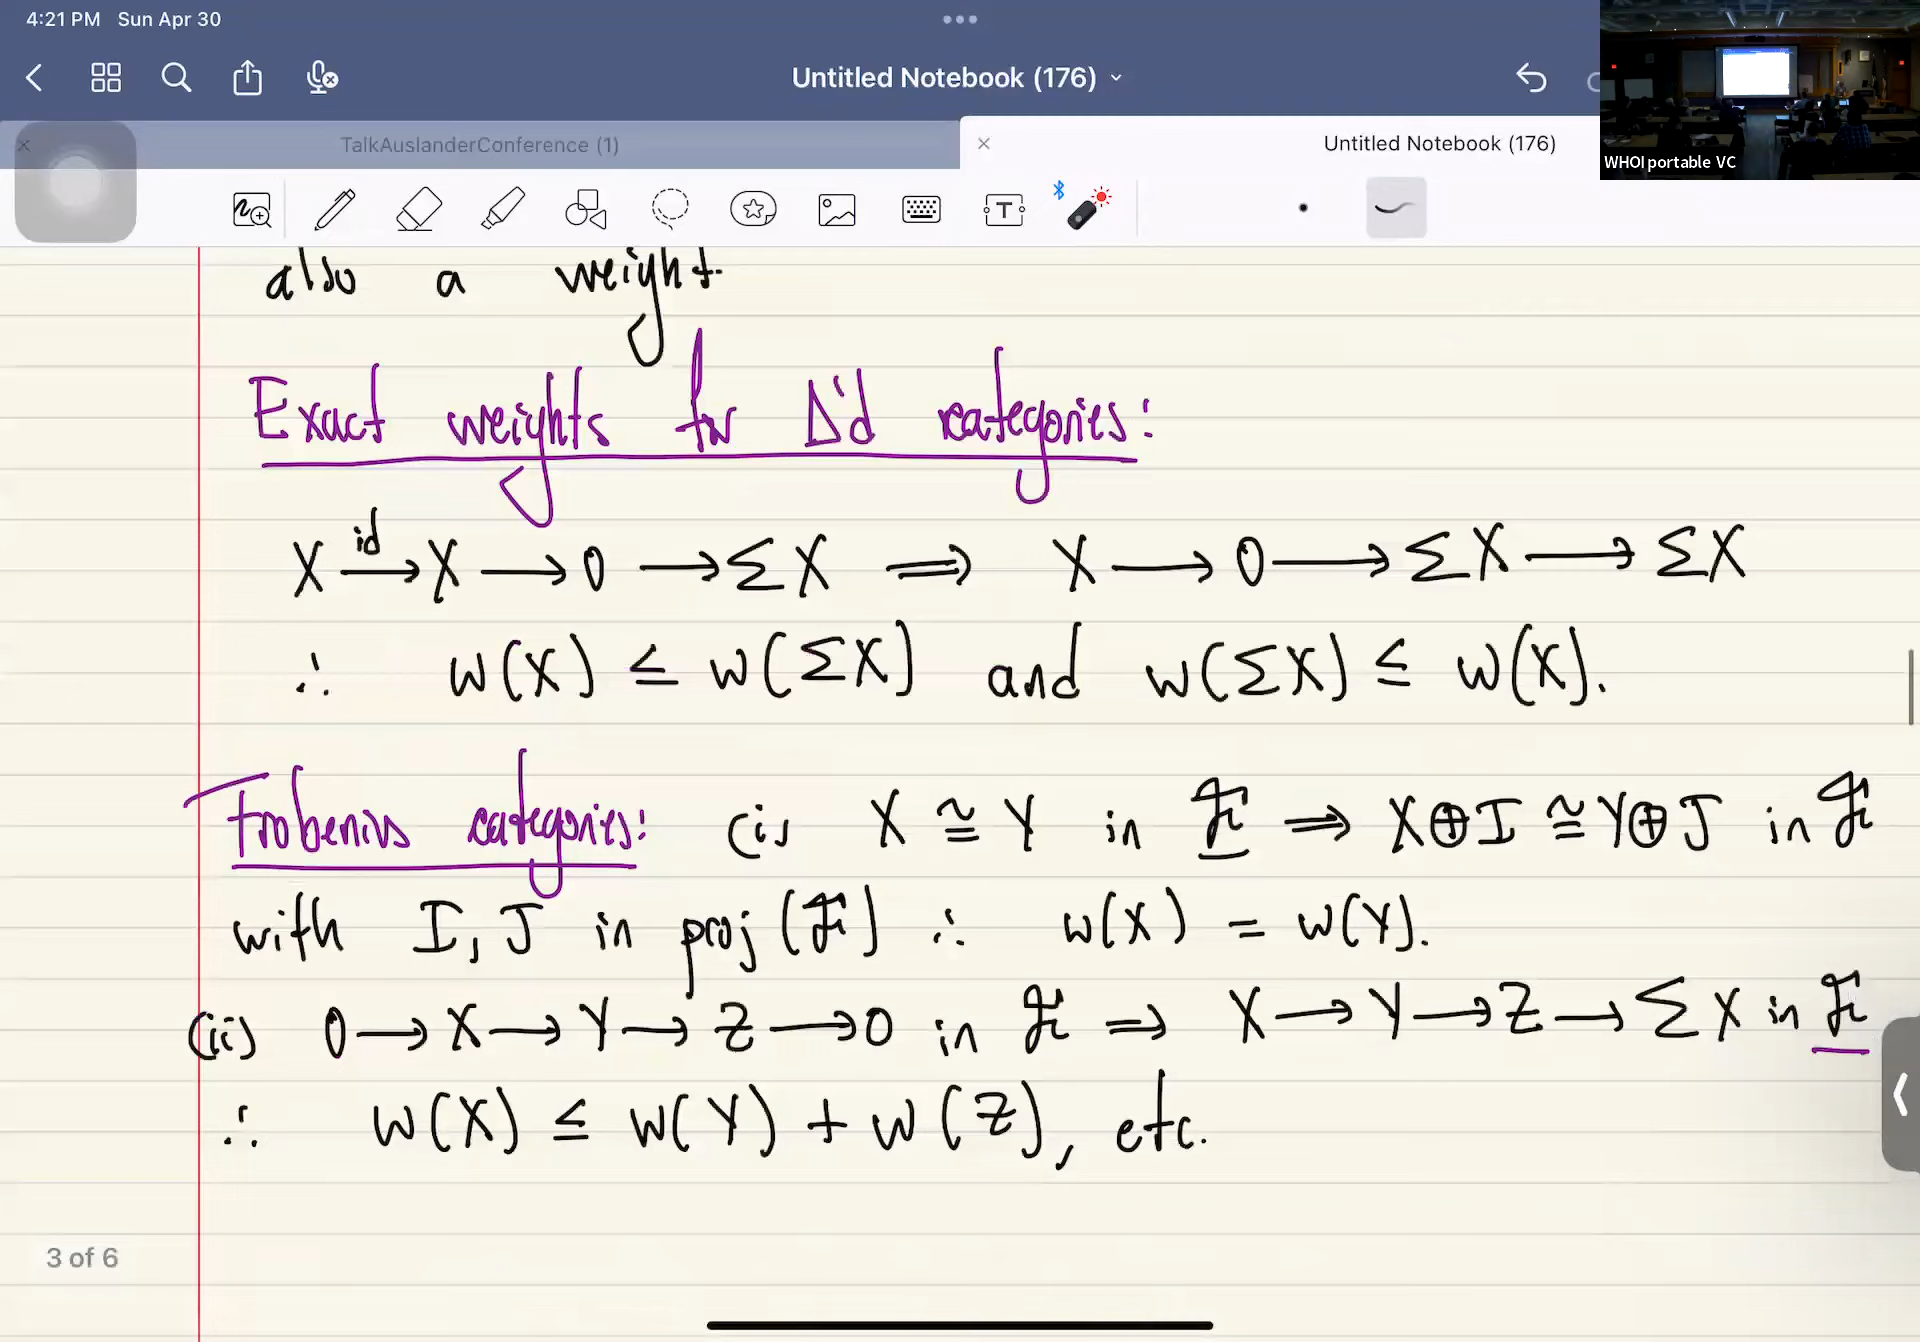 4:21 PM Sun Apr 30
Untitled Notebook (176)
WHOI portable VC
TalkAuslanderConference (1)
Untitled Notebook (176)
also a weight.
Exact weights for Δ'd categories:
X —id→ X → 0 → ΣX ⟹ X → 0 → ΣX → ΣX
∴ w(X) ≤ w(ΣX) and w(ΣX) ≤ w(X).
Frobenius categories: (i) X ≅ Y in <u>ℱ</u> ⟹ X⊕I ≅ Y⊕J in ℱ
with I, J in proj(ℱ) ∴ w(X) = w(Y).
(ii) 0 → X → Y → Z → 0 in ℱ ⟹ X → Y → Z → ΣX in <u>ℱ</u>
∴ w(X) ≤ w(Y) + w(Z), etc.
3 of 6